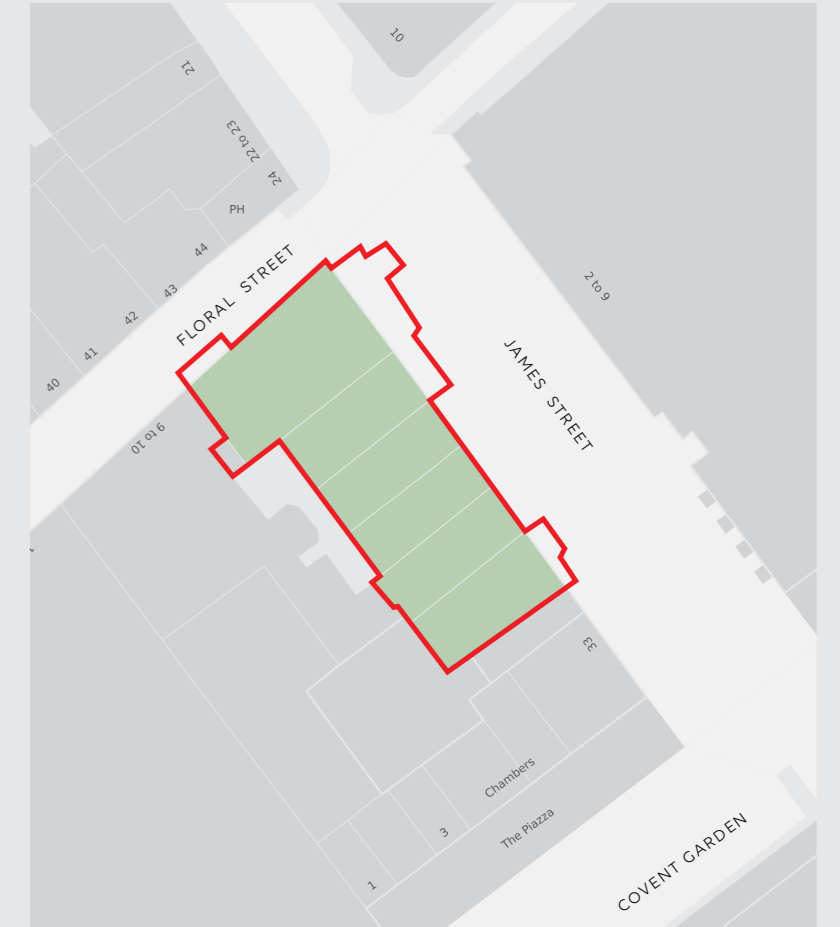 10
21
22 to 23
24
PH
44
FLORAL STREET
43
42
41
40
2 to 9
JAMES STREET
9 to 10
33
Chambers
The Piazza
3
1
COVENT GARDEN